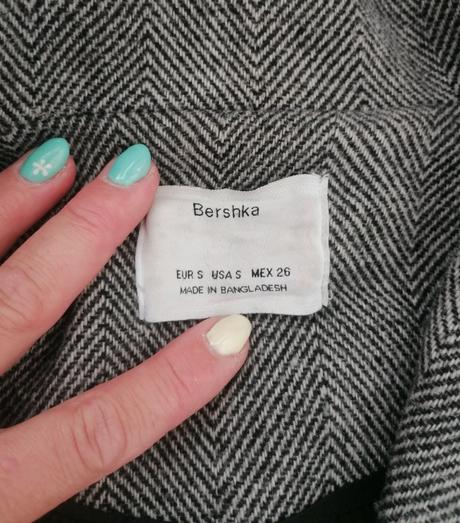 Bershka
EUR S USA S MEX 26
MADE IN BANGLADESH